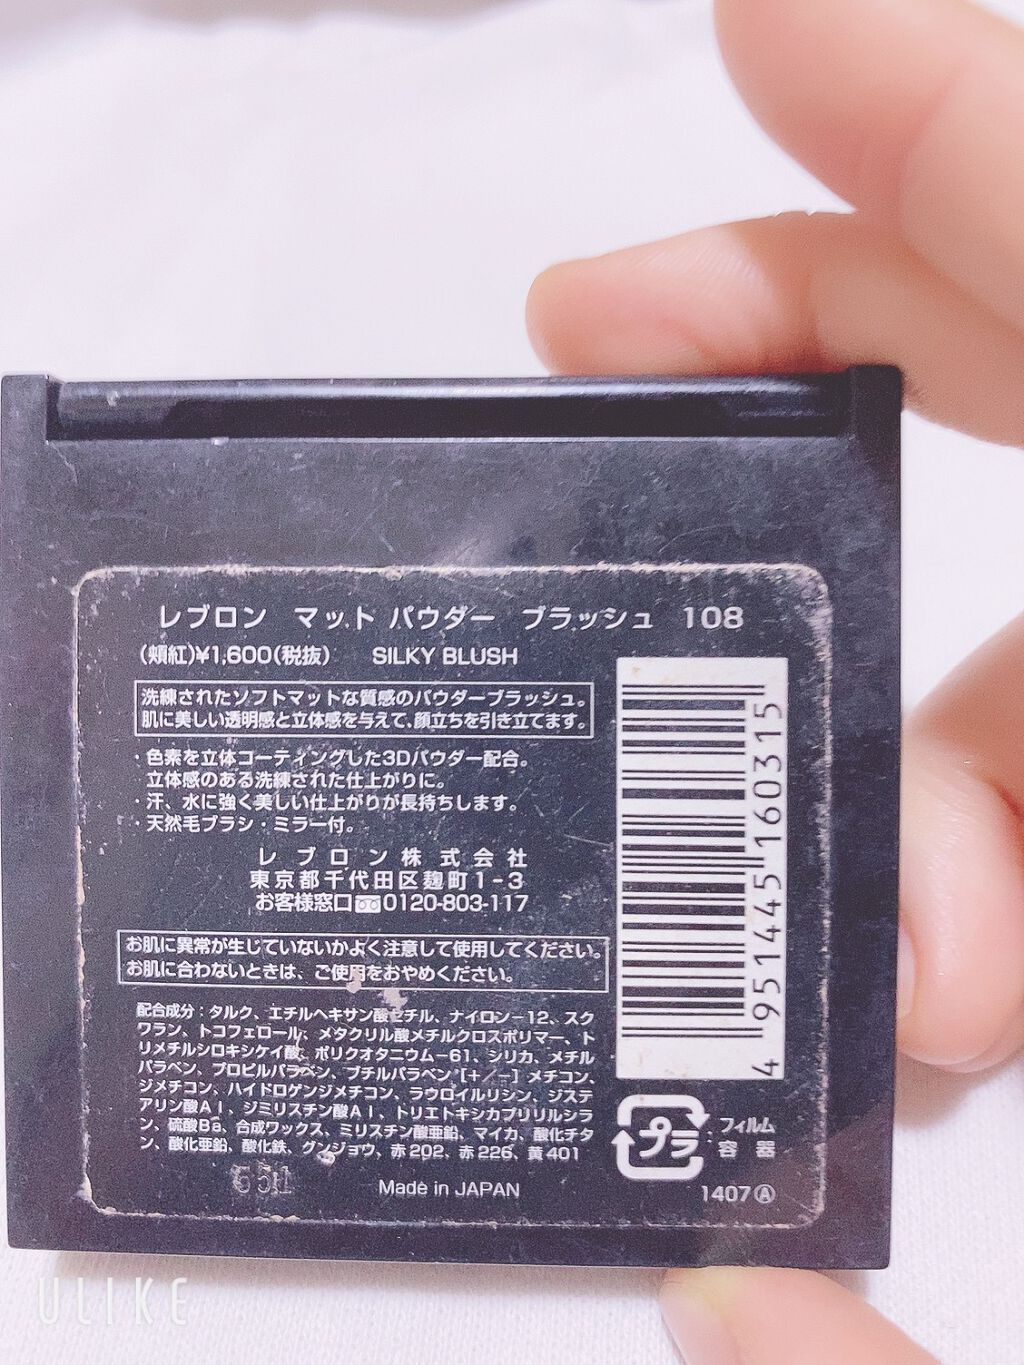 レブロン マット パウダー ブラッシュ 108
(頬紅)¥1,600(税抜) SILKY BLUSH
洗練されたソフトマットな質感のパウダーブラッシュ。
肌に美しい透明感と立体感を与えて、顔立ちを引き立てます。
・色素を立体コーティングした3Dパウダー配合。
立体感のある洗練された仕上がりに。
・汗、水に強く美しい仕上がりが長持ちします。
・天然毛ブラシ・ミラー付。
レブロン株式会社
東京都千代田区麹町1-3
お客様窓口 0120-803-117
お肌に異常が生じていないかよく注意して使用してください。
お肌に合わないときは、ご使用をおやめください。
配合成分：タルク、エチルヘキサン酸セチル、ナイロン-12、スク
ワラン、トコフェロール、メタクリル酸メチルクロスポリマー、ト
リメチルシロキシケイ酸、ポリクオタニウム-61、シリカ、メチル
パラベン、プロピルパラベン、ブチルパラベン [+/-] メチコン、
ジメチコン、ハイドロゲンジメチコン、ラウロイルリシン、ジステ
アリン酸Al、ジミリスチン酸Al、トリエトキシカプリリルシラ
ン、硫酸Ba、合成ワックス、ミリスチン酸亜鉛、マイカ、酸化チタ
ン、酸化亜鉛、酸化鉄、グンジョウ、赤202、赤226、黄401
Made in JAPAN
4 951445 160315
プラ
フィルム
容器
1407Ⓐ
ULIKE